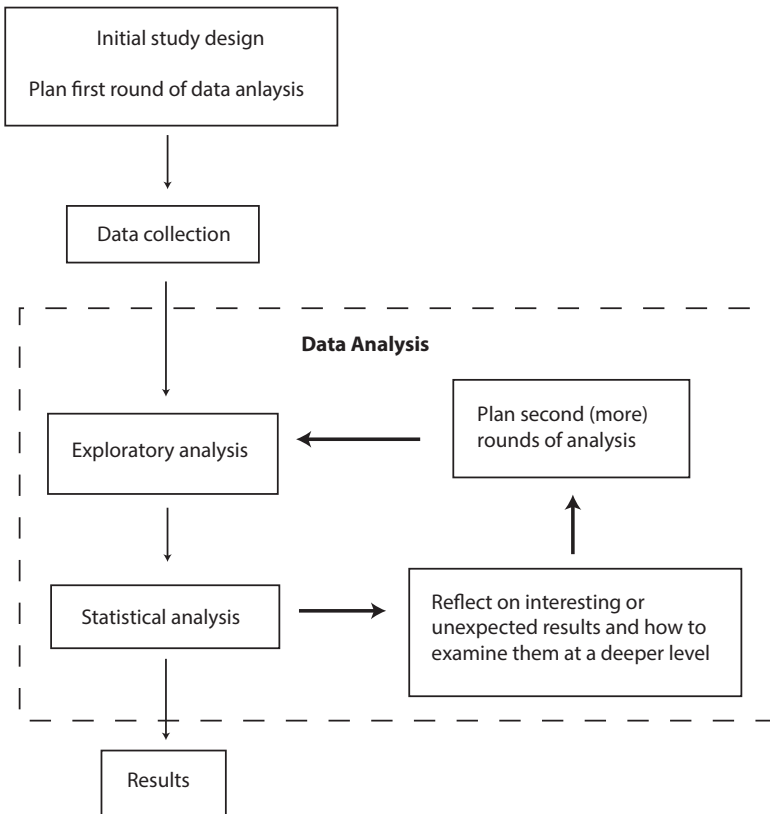 Initial study design
Plan first round of data anlaysis
Data collection
Data Analysis
Exploratory analysis
Statistical analysis
Reflect on interesting or
unexpected results and how to
examine them at a deeper level
Plan second (more)
rounds of analysis
Results